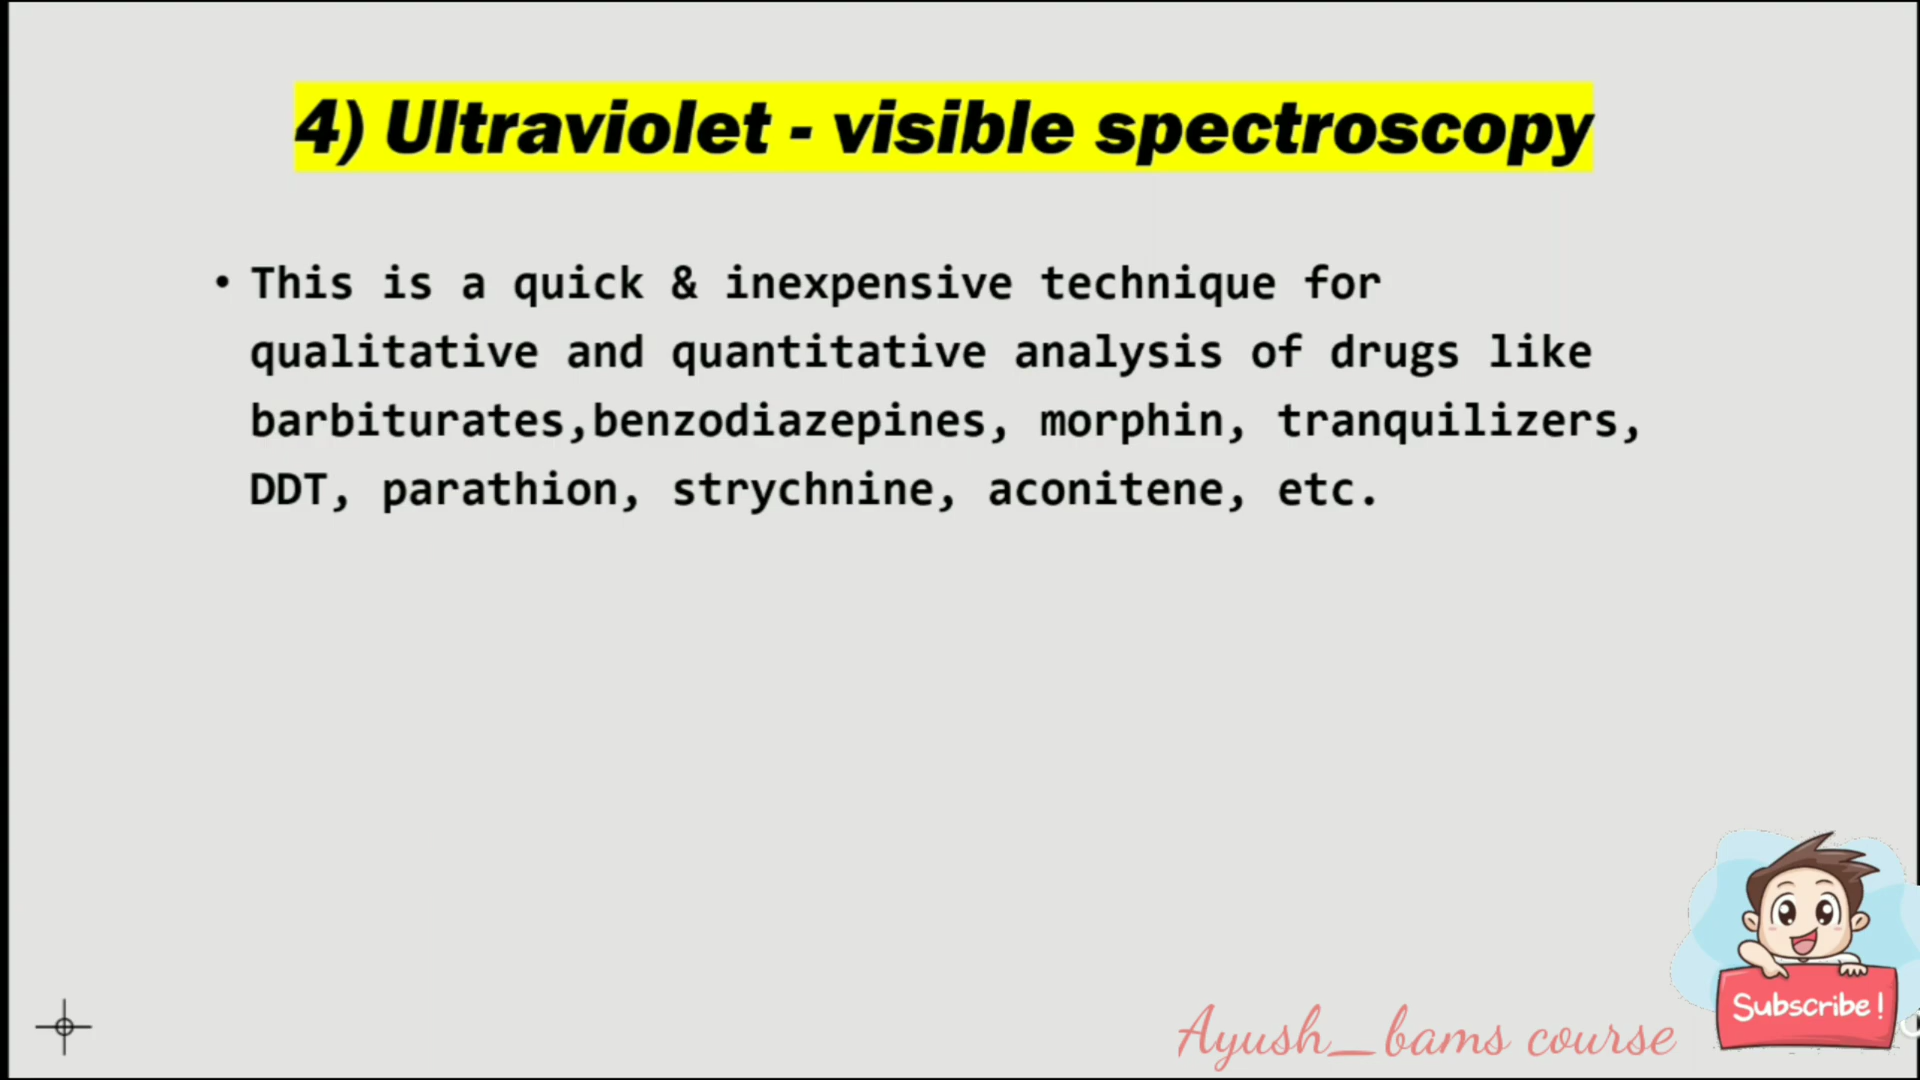 4) Ultraviolet - visible spectroscopy
• This is a quick & inexpensive technique for
qualitative and quantitative analysis of drugs like
barbiturates,benzodiazepines, morphin, tranquilizers,
DDT, parathion, strychnine, aconitene, etc.
Subscribe!
Ayush_bams course